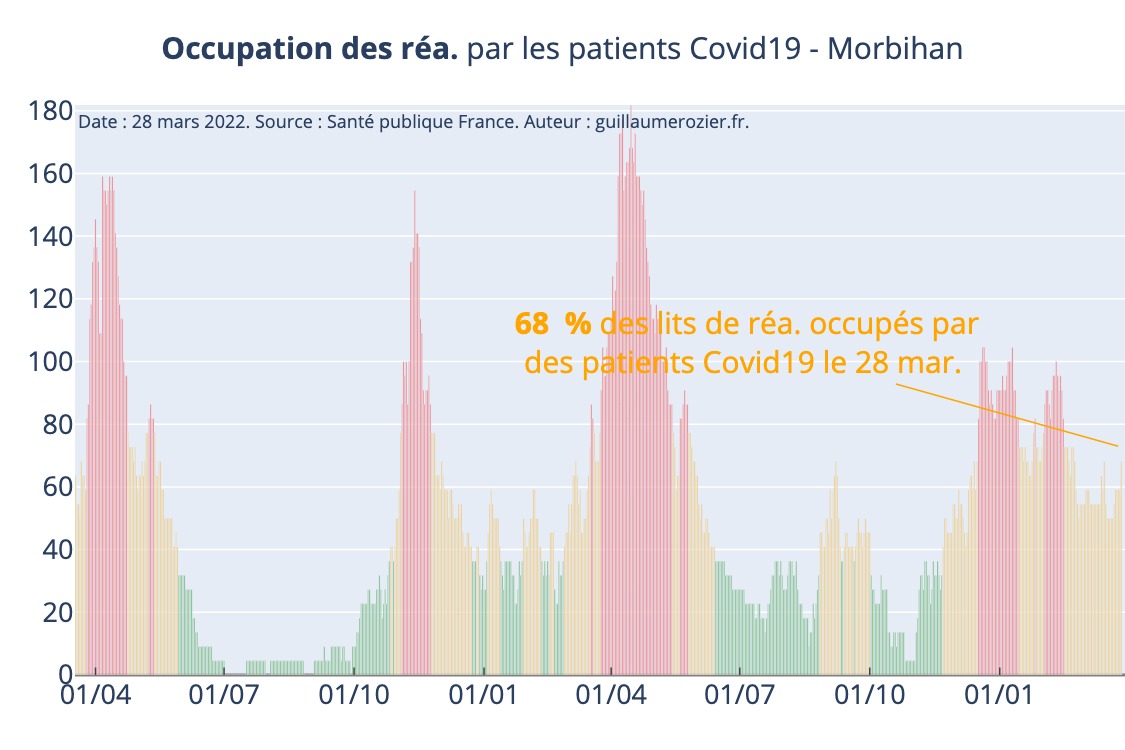 Occupation des réa. par les patients Covid19 - Morbihan
180
Date : 28 mars 2022. Source : Santé publique France. Auteur : guillaumerozier.fr.
160
140
120
68 % des lits de réa. occupés par
des patients Covid19 le 28 mar.
100
80
60
40
20
0
01/04 01/07 01/10 01/01 01/04 01/07 01/10 01/01